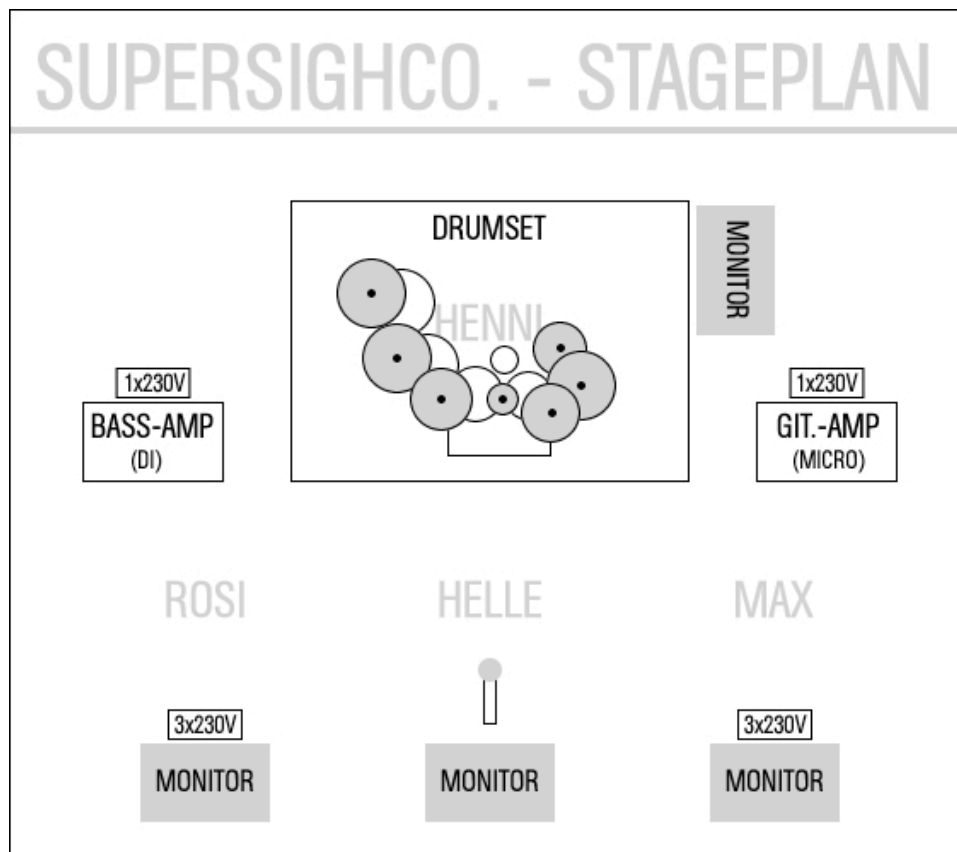 SUPERSIGHCO. - STAGEPLAN
DRUMSET
MONITOR
HENNI
1x230V
BASS-AMP
(DI)
1x230V
GIT.-AMP
(MICRO)
ROSI
HELLE
MAX
3x230V
MONITOR
MONITOR
3x230V
MONITOR